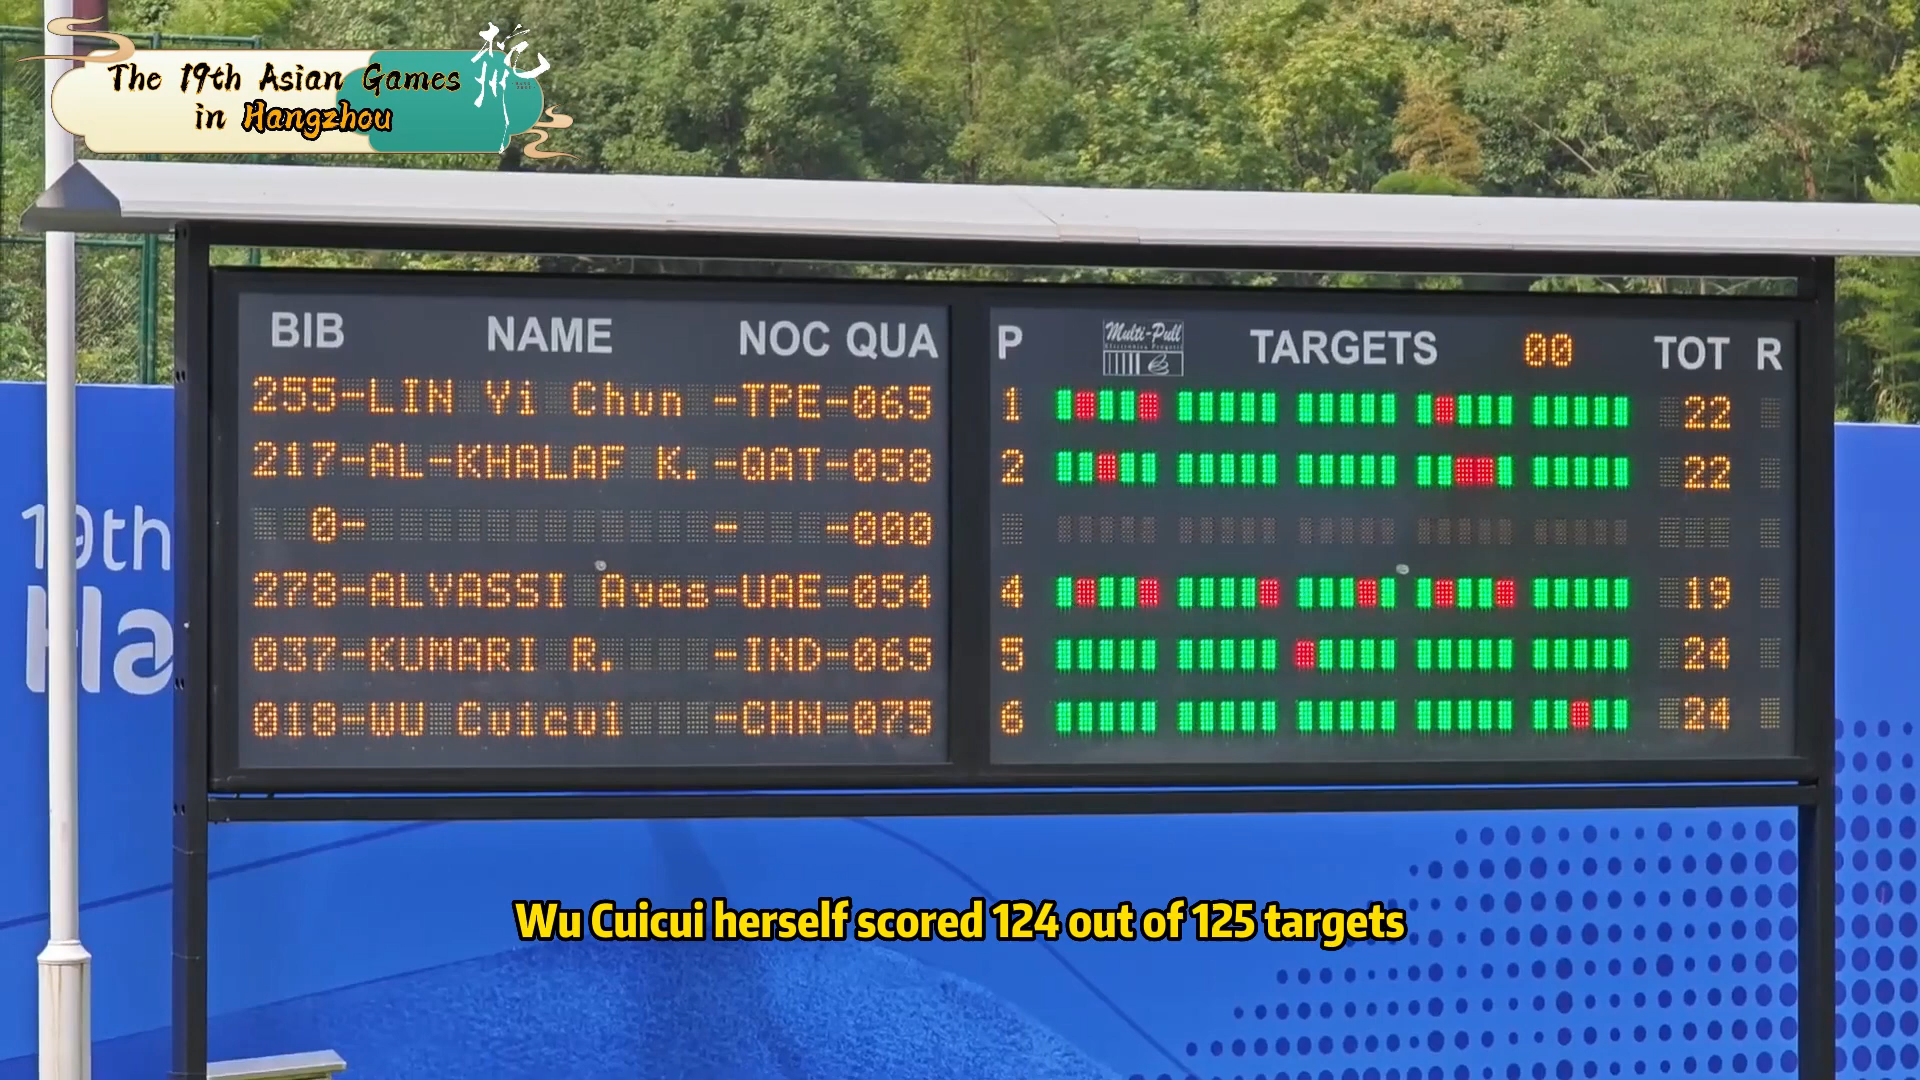 The 19th Asian Games
in Hangzhou
杭州
BIB NAME NOC QUA P Multi-Pull TARGETS 00 TOT R
255-LIN Yi Chun -TPE-065 1 22
217-AL-KHALAF K. -QAT-058 2 22
0- - -000
278-ALYASSI Ayes-UAE-054 4 19
037-KUMARI R. -IND-065 5 24
018-WU Cuicui -CHN-075 6 24
19th
Ha
Wu Cuicui herself scored 124 out of 125 targets